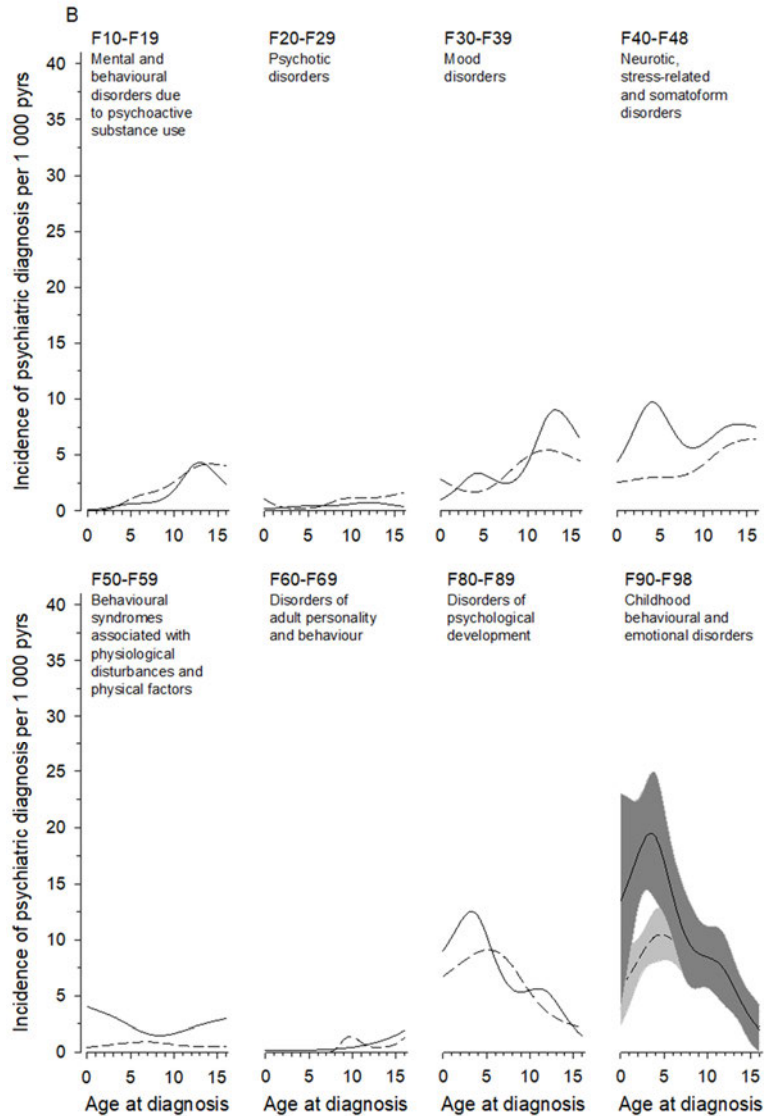 B
F10-F19
Mental and
behavioural
disorders due
to psychoactive
substance use
F20-F29
Psychotic
disorders
F30-F39
Mood
disorders
F40-F48
Neurotic,
stress-related
and somatoform
disorders
Incidence of psychiatric diagnosis per 1 000 pyrs
40
35
30
25
20
15
10
5
0
0 5 10 15
0 5 10 15
0 5 10 15
0 5 10 15
F50-F59
Behavioural
syndromes
associated with
physiological
disturbances and
physical factors
F60-F69
Disorders of
adult personality
and behaviour
F80-F89
Disorders of
psychological
development
F90-F98
Childhood
behavioural and
emotional disorders
Incidence of psychiatric diagnosis per 1 000 pyrs
40
35
30
25
20
15
10
5
0
0 5 10 15
0 5 10 15
0 5 10 15
0 5 10 15
Age at diagnosis
Age at diagnosis
Age at diagnosis
Age at diagnosis